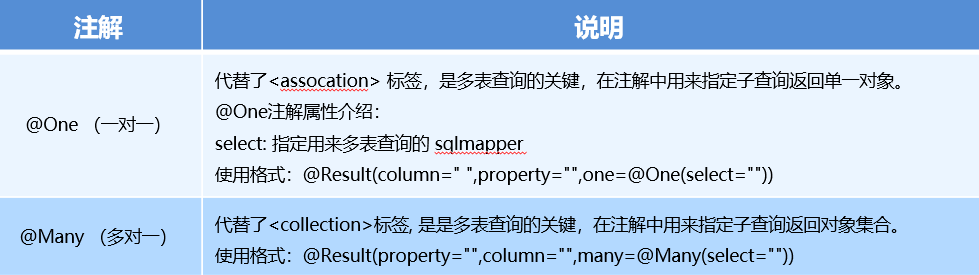 注解
说明
@One （一对一）
代替了<assocation> 标签，是多表查询的关键，在注解中用来指定子查询返回单一对象。
@One注解属性介绍：
select: 指定用来多表查询的 sqlmapper
使用格式：@Result(column=" ",property="",one=@One(select=""))
@Many （多对一）
代替了<collection>标签, 是是多表查询的关键，在注解中用来指定子查询返回对象集合。
使用格式：@Result(property="",column="",many=@Many(select=""))